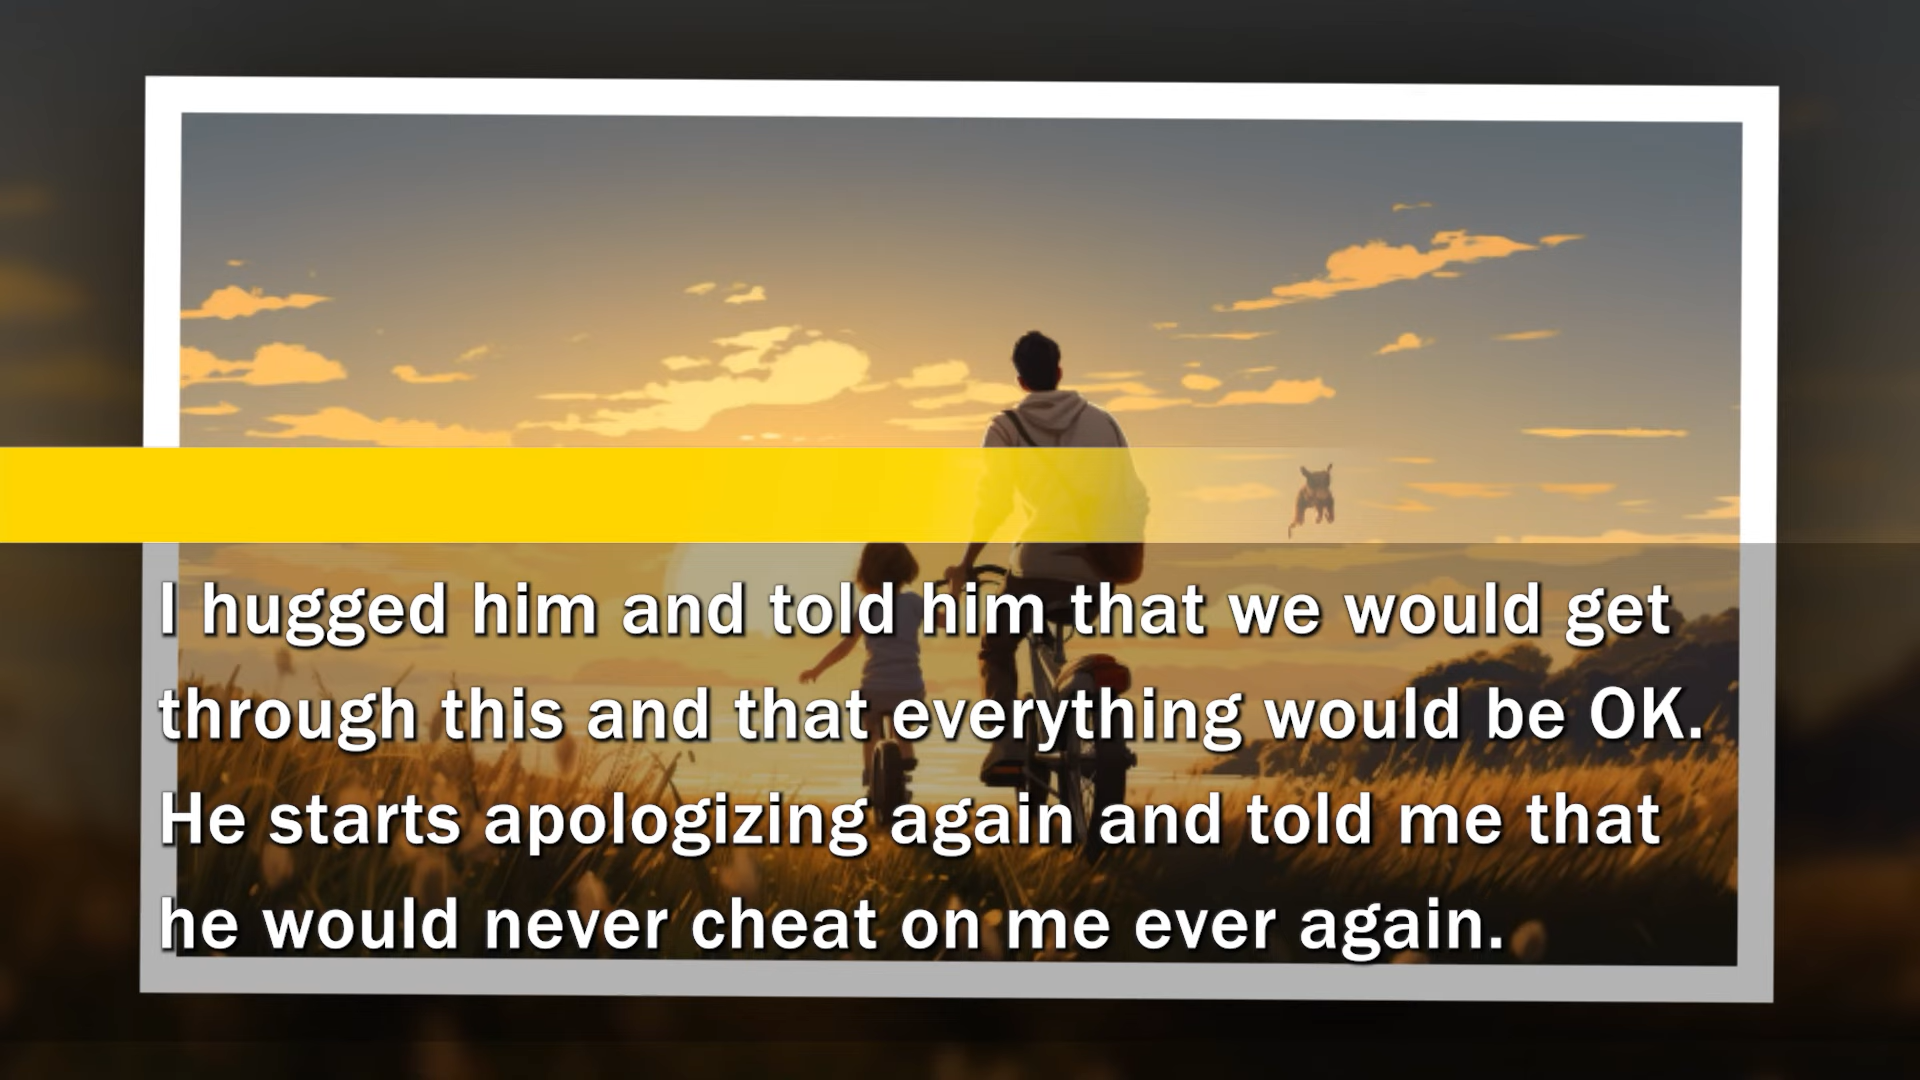 I hugged him and told him that we would get
through this and that everything would be OK.
He starts apologizing again and told me that
he would never cheat on me ever again.